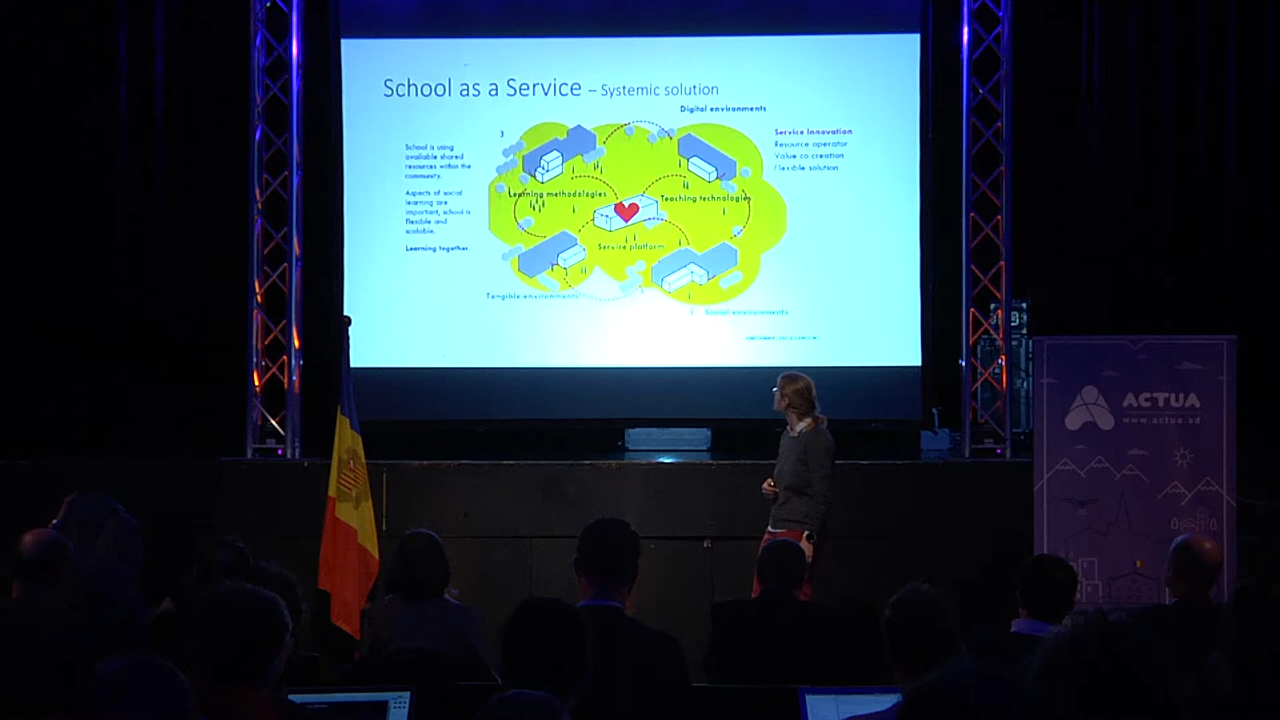 School as a Service – Systemic solution
Digital environments
3
School is using
available shared
resources within the
community.
Aspects of social
learning are
important, school is
flexible and
scalable.
Learning together
Service Innovation
Resource operator
Value co creation
Flexible solution
Learning methodologies
Teaching technologies
Service platform
Tangible environments
Social environments
ACTUA
www.actua.ad